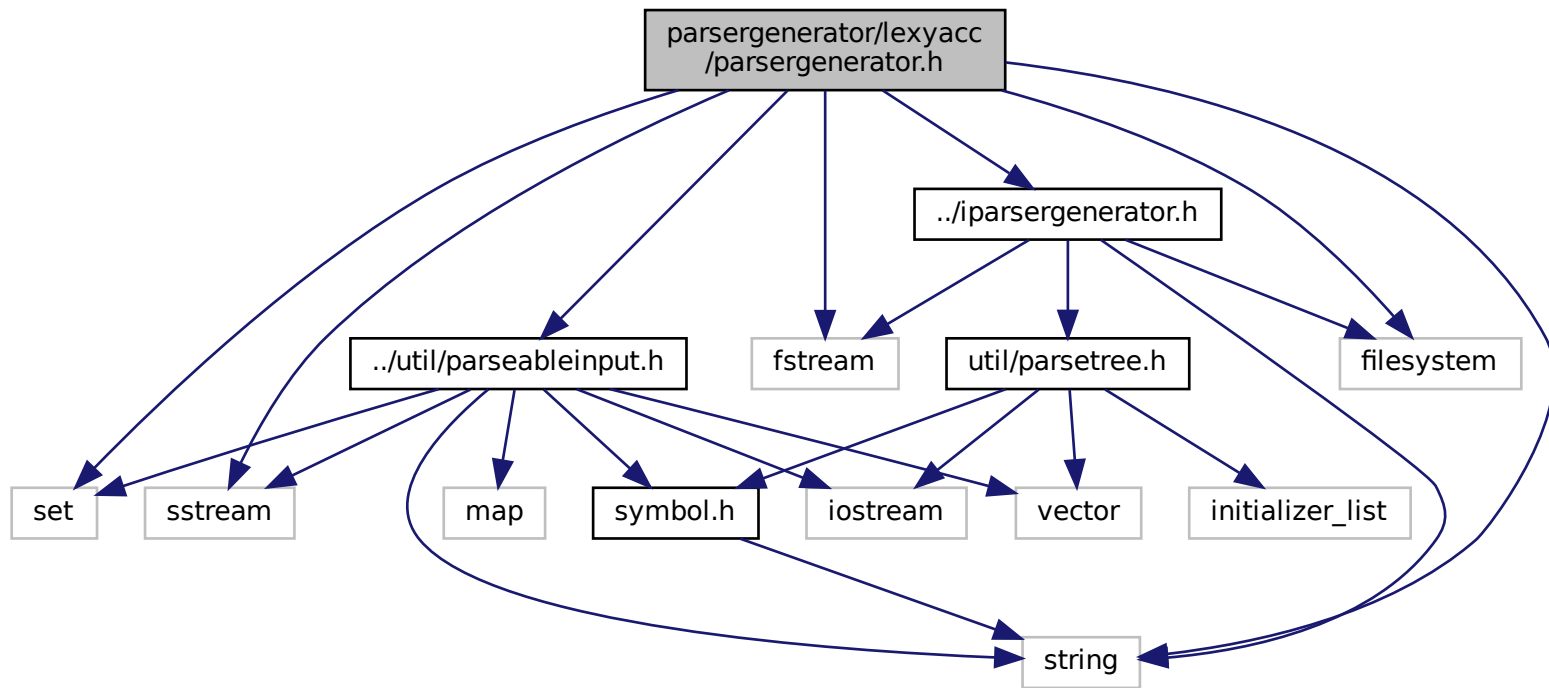 parsergenerator/lexyacc
/parsergenerator.h
../iparsergenerator.h
../util/parseableinput.h
fstream
util/parsetree.h
filesystem
set
sstream
map
symbol.h
iostream
vector
initializer_list
string